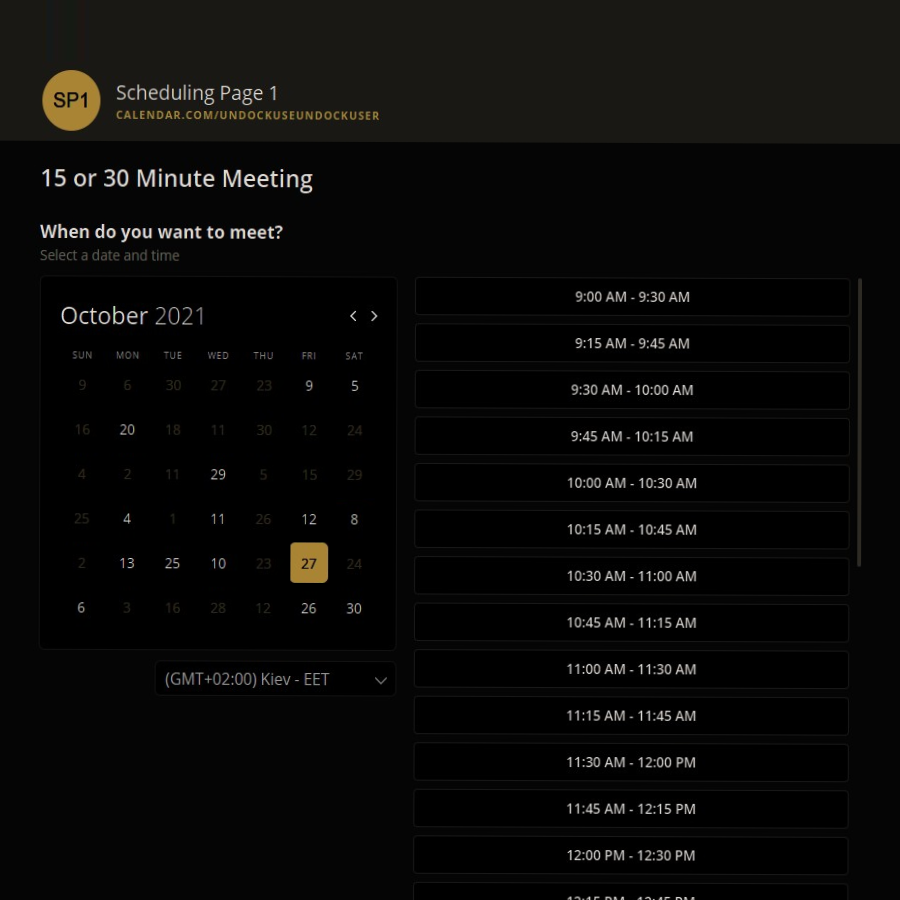 SP1
Scheduling Page 1
CALENDAR.COM/UNDOCKUSEUNDOCKUSER
15 or 30 Minute Meeting
When do you want to meet?
Select a date and time
October 2021
SUN MON TUE WED THU FRI SAT
9 6 30 27 23 9 5
16 20 18 11 30 12 24
4 2 11 29 5 15 29
25 4 1 11 26 12 8
2 13 25 10 23 27 24
6 3 16 28 12 26 30
(GMT+02:00) Kiev - EET
9:00 AM - 9:30 AM
9:15 AM - 9:45 AM
9:30 AM - 10:00 AM
9:45 AM - 10:15 AM
10:00 AM - 10:30 AM
10:15 AM - 10:45 AM
10:30 AM - 11:00 AM
10:45 AM - 11:15 AM
11:00 AM - 11:30 AM
11:15 AM - 11:45 AM
11:30 AM - 12:00 PM
11:45 AM - 12:15 PM
12:00 PM - 12:30 PM